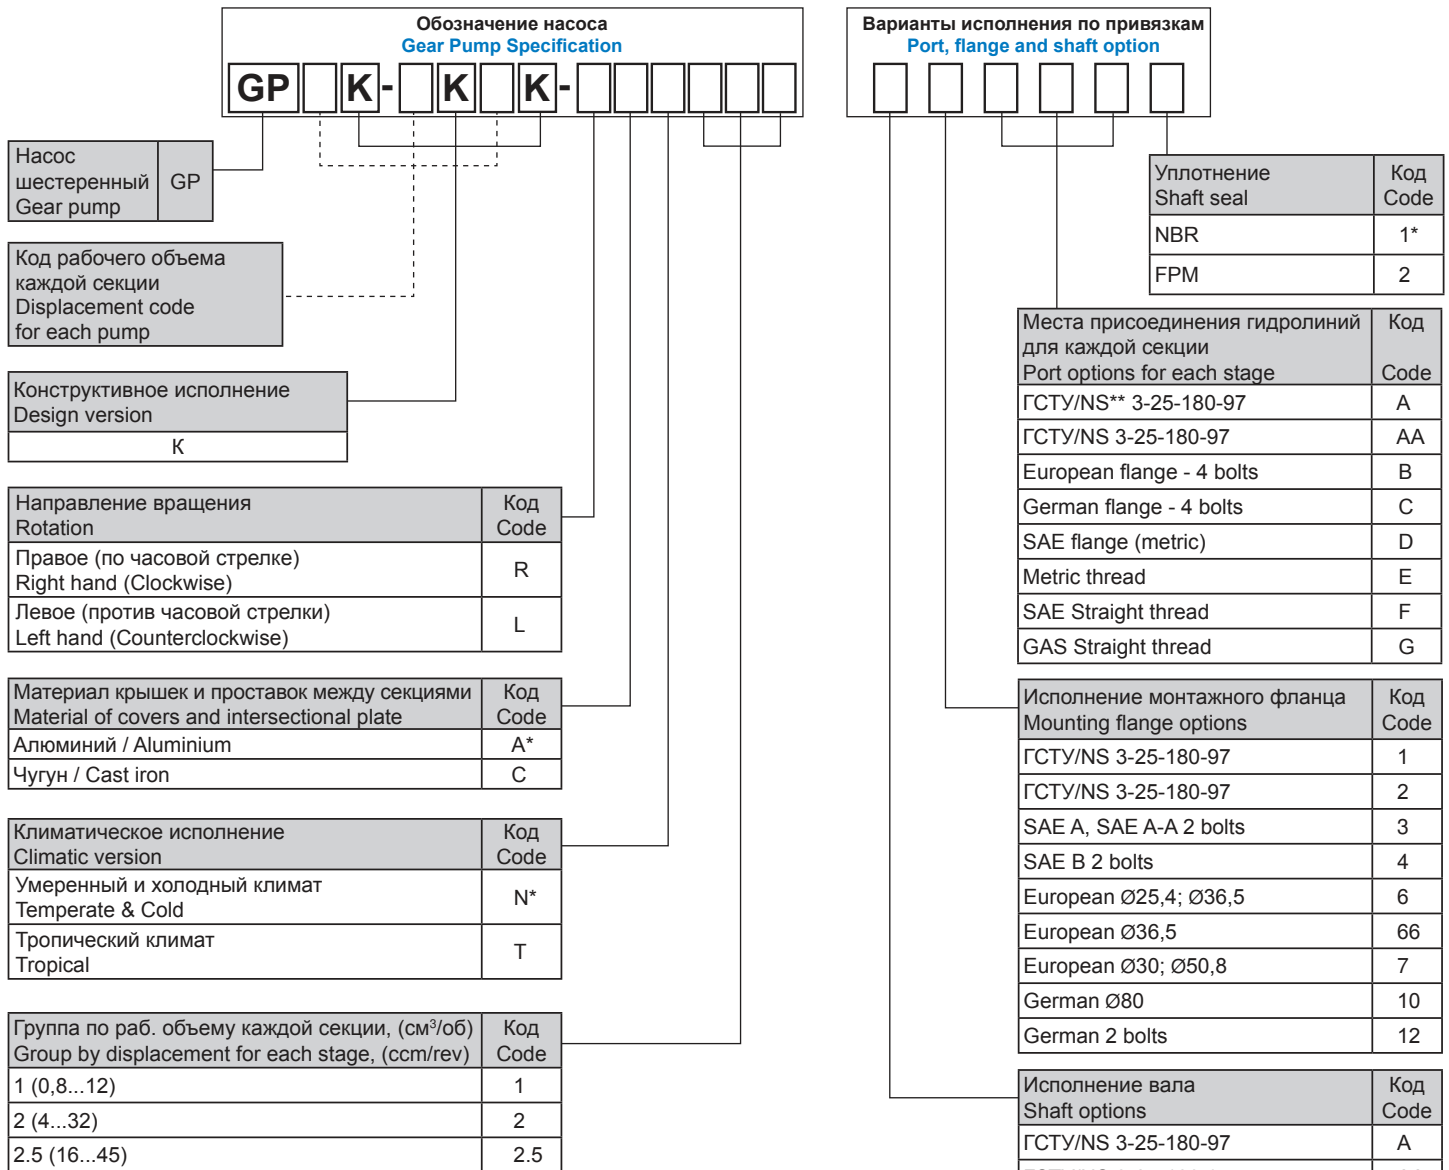 Обозначение насоса
Gear Pump Specification
GP K - K K -
Варианты исполнения по привязкам
Port, flange and shaft option
Насос
шестеренный
Gear pump
GP
Код рабочего объема
каждой секции
Displacement code
for each pump
Конструктивное исполнение
Design version
К
Направление вращения Код
Rotation Code
Правое (по часовой стрелке)
Right hand (Clockwise)
R
Левое (против часовой стрелки)
Left hand (Counterclockwise)
L
Материал крышек и проставок между секциями Код
Material of covers and intersectional plate Code
Алюминий / Aluminium A*
Чугун / Cast iron C
Климатическое исполнение Код
Climatic version Code
Умеренный и холодный климат
Temperate & Cold
N*
Тропический климат
Tropical
T
Группа по раб. объему каждой секции, (см³/об) Код
Group by displacement for each stage, (ccm/rev) Code
1 (0,8...12) 1
2 (4...32) 2
2.5 (16...45) 2.5
Уплотнение Код
Shaft seal Code
NBR 1*
FPM 2
Места присоединения гидролиний Код
для каждой секции
Port options for each stage Code
ГСТУ/NS** 3-25-180-97 A
ГСТУ/NS 3-25-180-97 AA
European flange - 4 bolts B
German flange - 4 bolts C
SAE flange (metric) D
Metric thread E
SAE Straight thread F
GAS Straight thread G
Исполнение монтажного фланца Код
Mounting flange options Code
ГСТУ/NS 3-25-180-97 1
ГСТУ/NS 3-25-180-97 2
SAE A, SAE A-A 2 bolts 3
SAE B 2 bolts 4
European Ø25,4; Ø36,5 6
European Ø36,5 66
European Ø30; Ø50,8 7
German Ø80 10
German 2 bolts 12
Исполнение вала Код
Shaft options Code
ГСТУ/NS 3-25-180-97 A